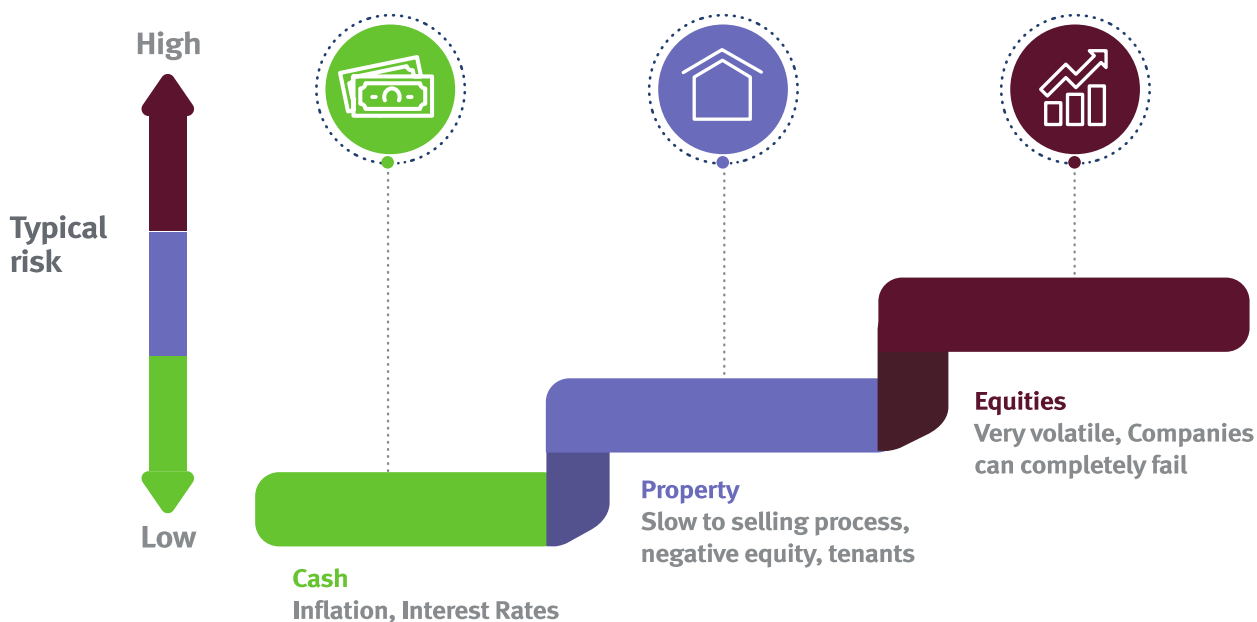 High
Typical
risk
Low
Cash
Inflation, Interest Rates
Property
Slow to selling process,
negative equity, tenants
Equities
Very volatile, Companies
can completely fail